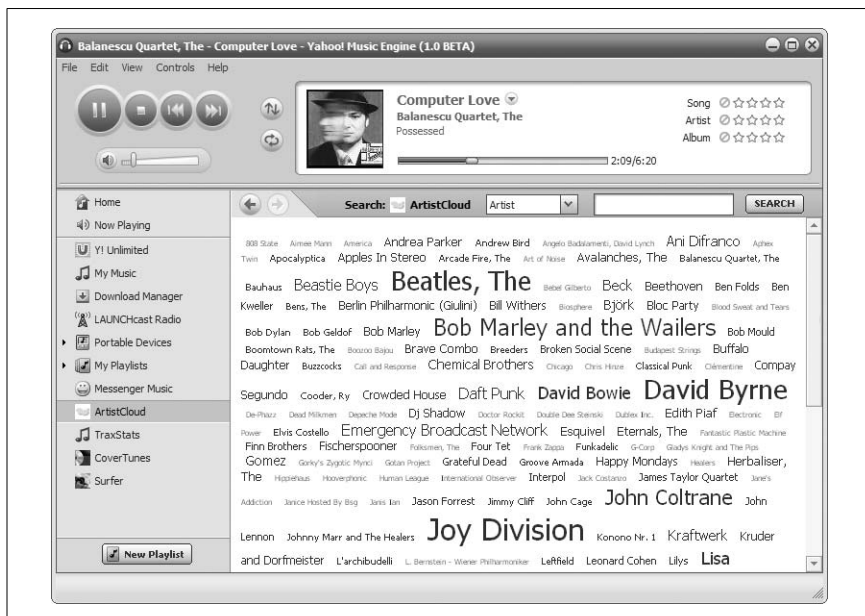 Balanescu Quartet, The - Computer Love - Yahoo! Music Engine (1.0 BETA)
File Edit View Controls Help
Computer Love
Balanescu Quartet, The
Possessed
2:09/6:20
Song
Artist
Album
Home
Now Playing
Y! Unlimited
My Music
Download Manager
LAUNCHcast Radio
Portable Devices
My Playlists
Messenger Music
ArtistCloud
TraxStats
CoverTunes
Surfer
New Playlist
Search: ArtistCloud Artist SEARCH
808 State Aimee Mann America Andrea Parker Andrew Bird Angelo Badalamenti, David Lynch Ani Difranco Aphex
Twin Apocalyptica Apples In Stereo Arcade Fire, The Art of Noise Avalanches, The Balanescu Quartet, The
Bauhaus Beastie Boys Beatles, The Bebel Gilberto Beck Beethoven Ben Folds Ben
Kweller Bens, The Berlin Philharmonic (Giulini) Bill Withers Biosphere Björk Bloc Party Blood Sweat and Tears
Bob Dylan Bob Geldof Bob Marley Bob Marley and the Wailers Bob Mould
Boomtown Rats, The Boozoo Bajou Brave Combo Breeders Broken Social Scene Budapest Strings Buffalo
Daughter Buzzcocks Call and Response Chemical Brothers Chicago Chris Hinze Classical Punk Clémentine Compay
Segundo Cooder, Ry Crowded House Daft Punk David Bowie David Byrne
De-Phazz Dead Milkmen Depeche Mode Dj Shadow Doctor Rockit Double Dee Steinski Dublex Inc. Edith Piaf Electronic Elf
Power Elvis Costello Emergency Broadcast Network Esquivel Eternals, The Fantastic Plastic Machine
Finn Brothers Fischerspooner Folksmen, The Four Tet Frank Zappa Funkadelic G-Corp Gladys Knight and The Pips
Gomez Gorky's Zygotic Mynci Gotan Project Grateful Dead Groove Armada Happy Mondays Healers Herbaliser,
The Hippiehaus Hooverphonic Human League International Observer Interpol Jack Costanzo James Taylor Quartet Jane's
Addiction Janice Hosted By Bsg Janis Ian Jason Forrest Jimmy Cliff John Cage John Coltrane John
Lennon Johnny Marr and The Healers Joy Division Konono Nr. 1 Kraftwerk Kruder
and Dorfmeister L'archibudelli L. Bernstein - Wiener Philharmoniker Leftfield Leonard Cohen Lilys Lisa